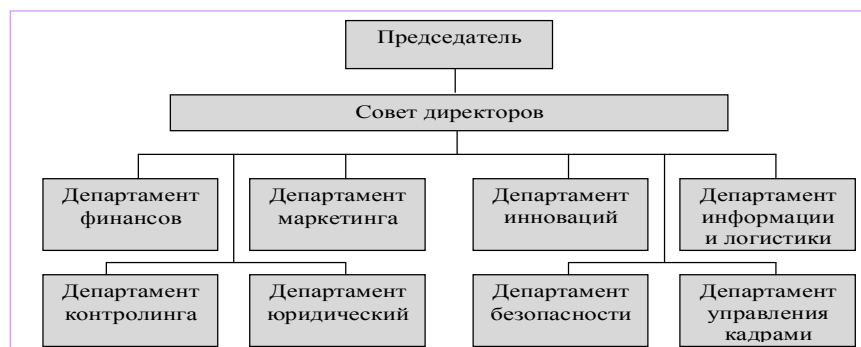 Председатель
Совет директоров
Департамент
финансов
Департамент
маркетинга
Департамент
инноваций
Департамент
информации
и логистики
Департамент
контролинга
Департамент
юридический
Департамент
безопасности
Департамент
управления
кадрами